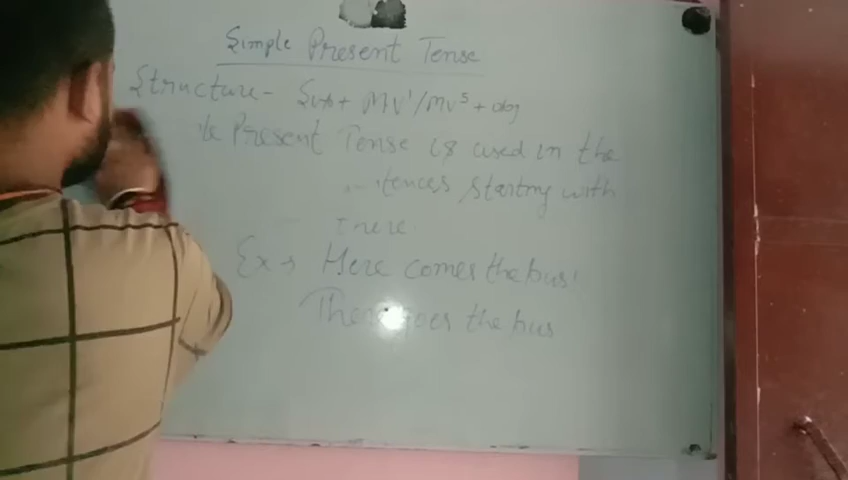 Simple Present Tense
Structure - Sub + MV¹/MV⁵ + obj
Present Tense is used in the
starting with
There
Ex → Here comes the bus!
the bus